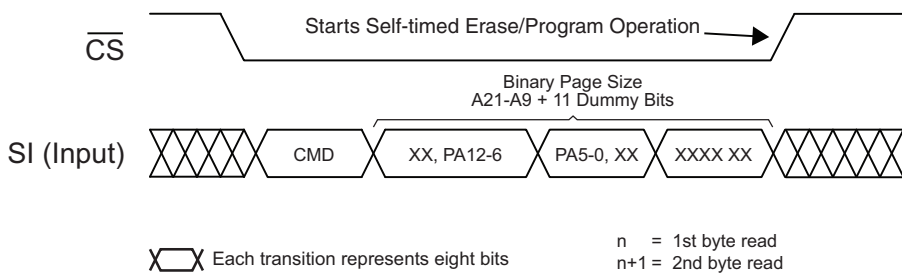 Starts Self-timed Erase/Program Operation
CS
Binary Page Size
A21-A9 + 11 Dummy Bits
SI (Input)
CMD
XX, PA12-6
PA5-0, XX
XXXX XX
Each transition represents eight bits
n = 1st byte read
n+1 = 2nd byte read